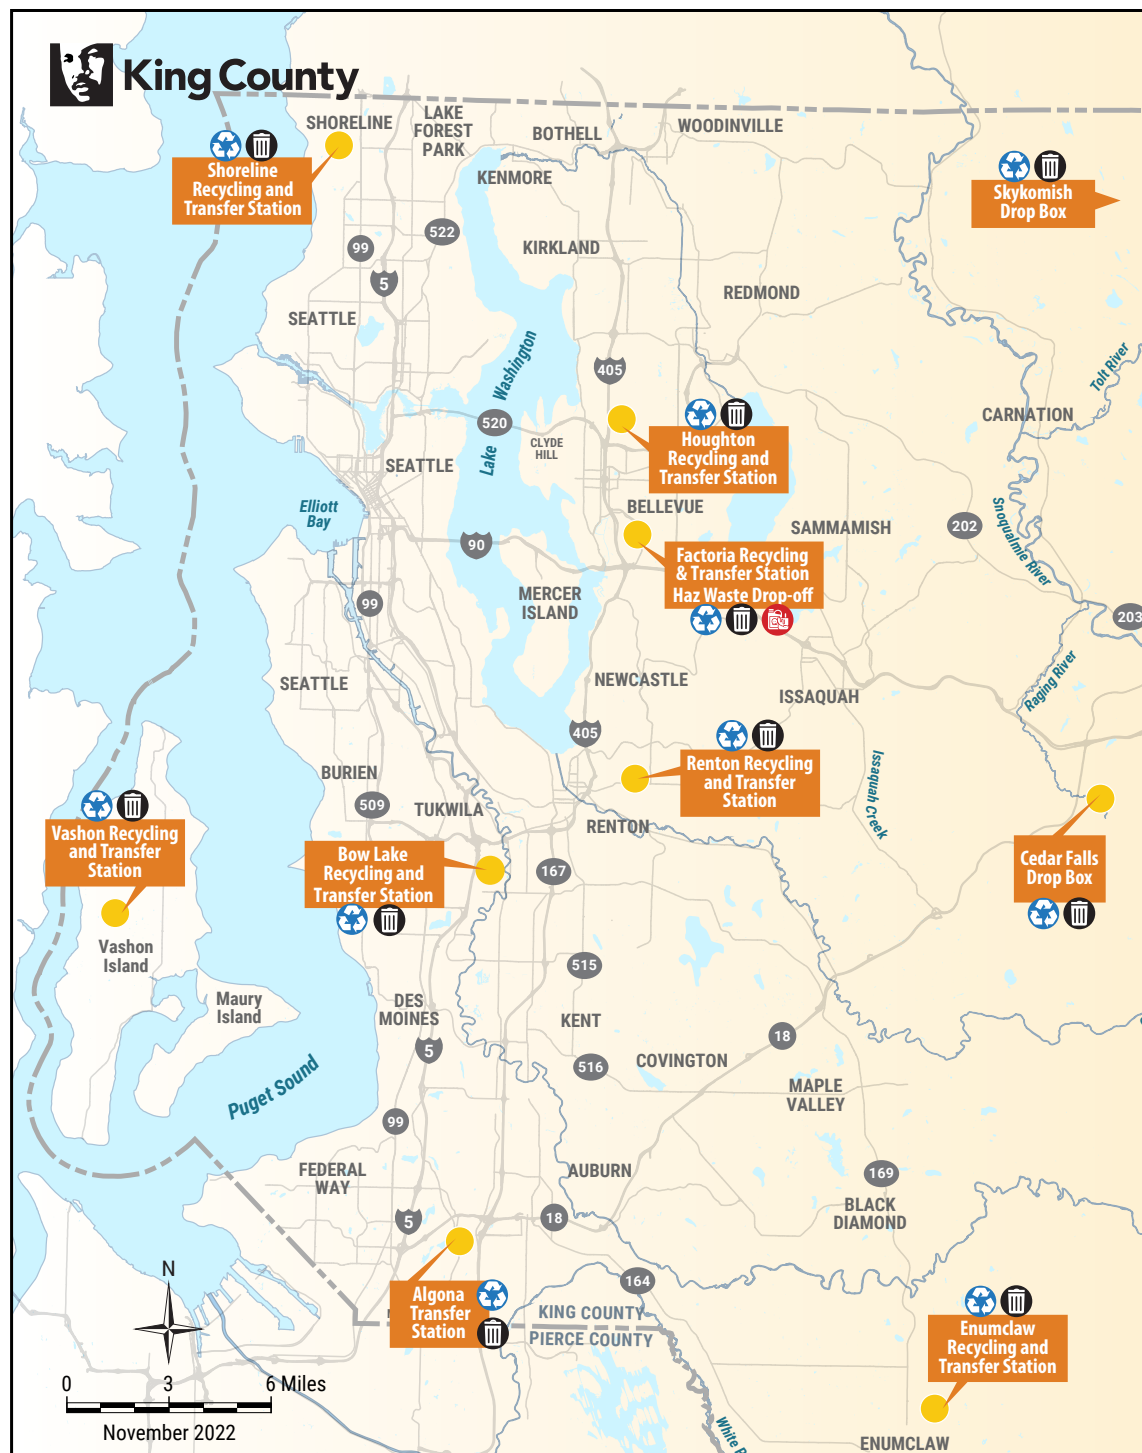 King County
SHORELINE
LAKE
FOREST
PARK
BOTHELL
WOODINVILLE
Shoreline
Recycling and
Transfer Station
KENMORE
Skykomish
Drop Box
522
99
KIRKLAND
5
REDMOND
SEATTLE
Lake Washington
405
Tolt River
CARNATION
520
CLYDE
HILL
Houghton
Recycling and
Transfer Station
SEATTLE
Elliott
Bay
BELLEVUE
SAMMAMISH
202
Snoqualmie River
90
Factoria Recycling
& Transfer Station
Haz Waste Drop-off
MERCER
ISLAND
99
203
SEATTLE
NEWCASTLE
ISSAQUAH
Raging River
405
Renton Recycling
and Transfer
Station
Issaquah Creek
BURIEN
509
TUKWILA
RENTON
Vashon Recycling
and Transfer
Station
Bow Lake
Recycling and
Transfer Station
167
Cedar Falls
Drop Box
Vashon
Island
515
Maury
Island
DES
MOINES
KENT
18
5
516
COVINGTON
MAPLE
VALLEY
Puget Sound
99
FEDERAL
WAY
AUBURN
169
BLACK
DIAMOND
5
18
N
164
Algona
Transfer
Station
KING COUNTY
PIERCE COUNTY
Enumclaw
Recycling and
Transfer Station
0 3 6 Miles
November 2022
White
ENUMCLAW